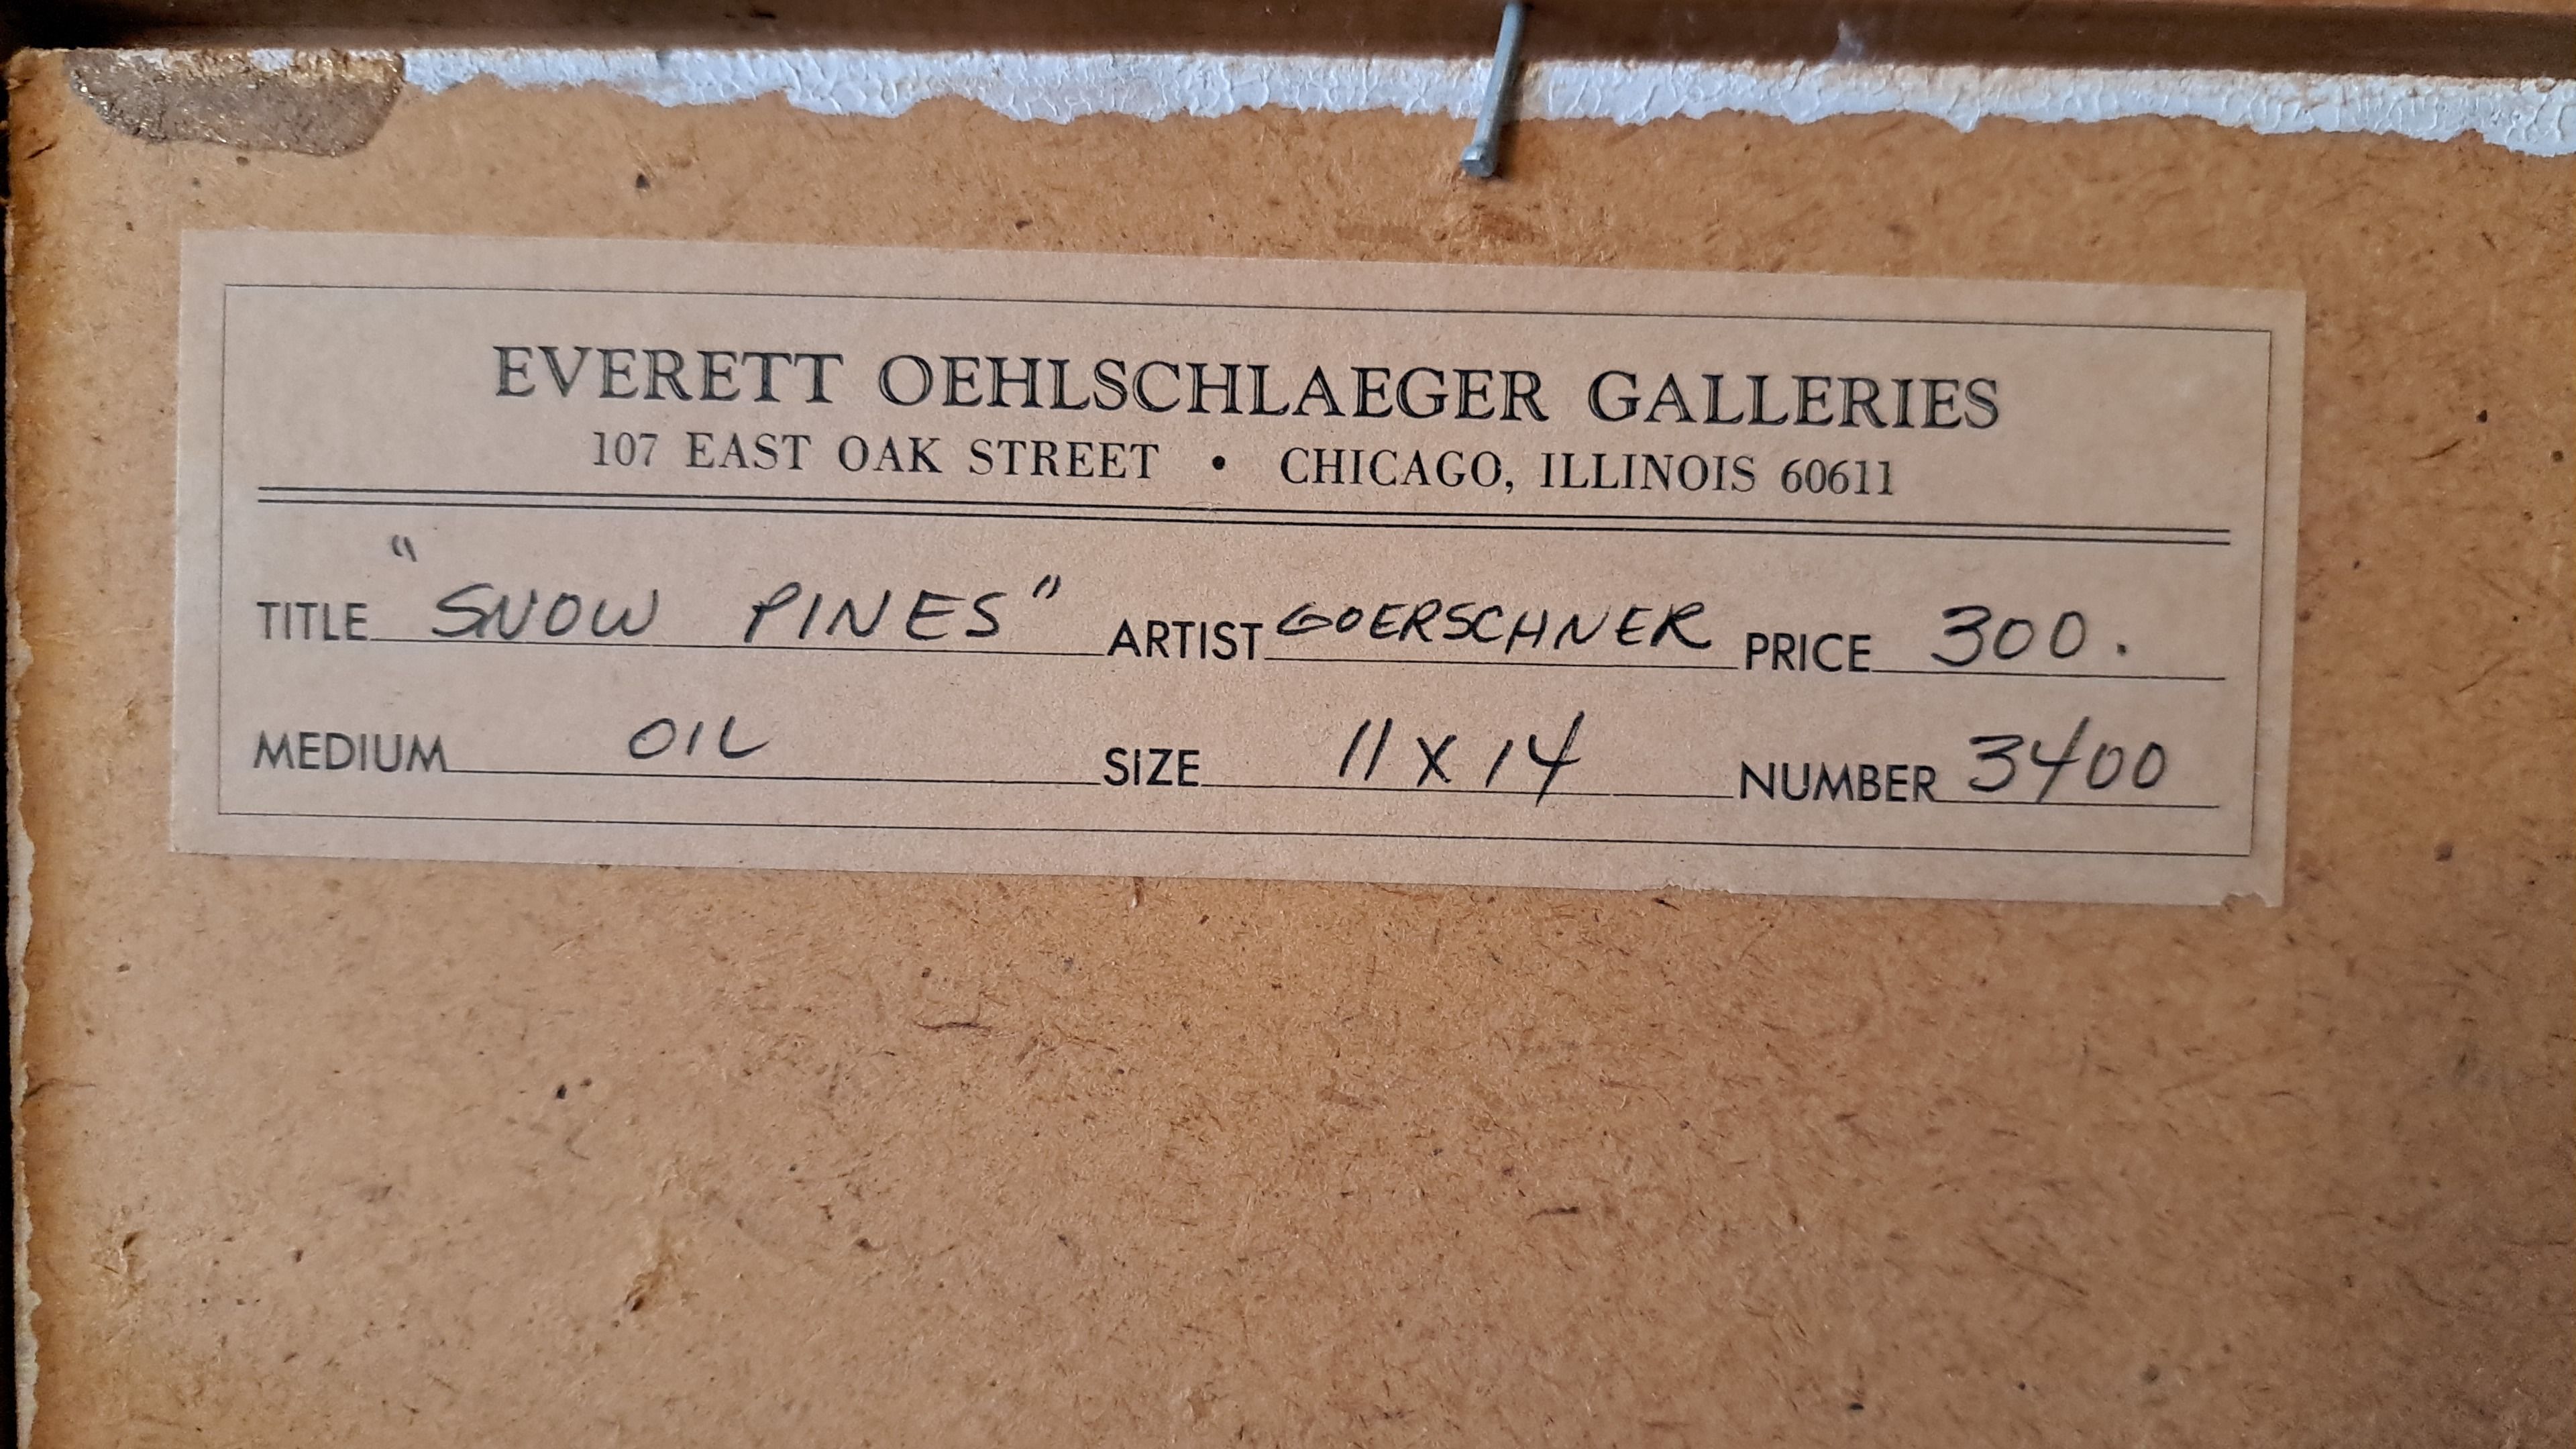 EVERETT OEHLSCHLAEGER GALLERIES
107 EAST OAK STREET • CHICAGO, ILLINOIS 60611
TITLE "SNOW PINES" ARTIST GOERSCHNER PRICE 300.
MEDIUM OIL SIZE 11 X 14 NUMBER 3400